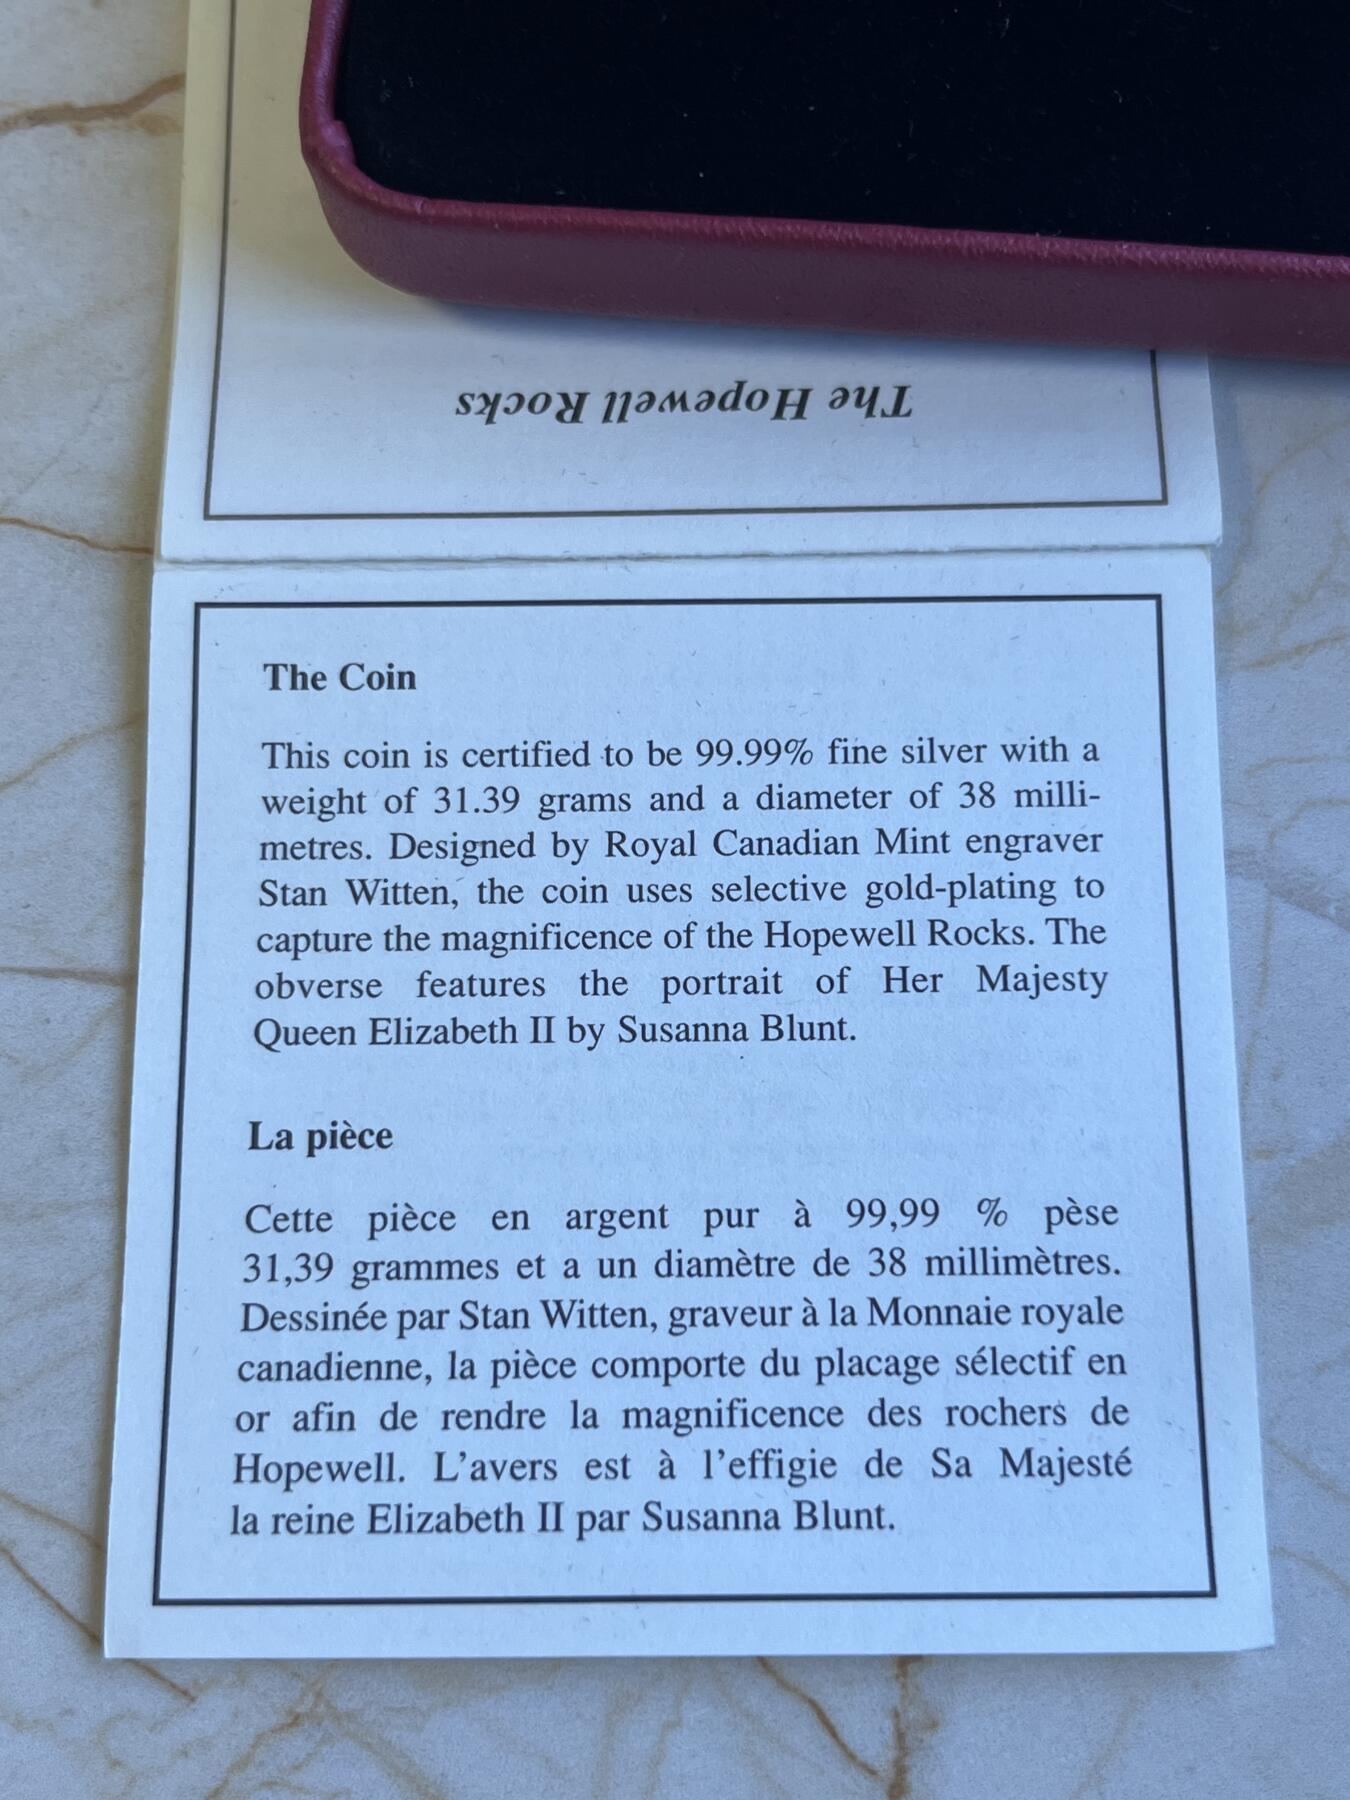 The Hopewell Rocks
The Coin
This coin is certified to be 99.99% fine silver with a
weight of 31.39 grams and a diameter of 38 milli-
metres. Designed by Royal Canadian Mint engraver
Stan Witten, the coin uses selective gold-plating to
capture the magnificence of the Hopewell Rocks. The
obverse features the portrait of Her Majesty
Queen Elizabeth II by Susanna Blunt.
La pièce
Cette pièce en argent pur à 99,99 % pèse
31,39 grammes et a un diamètre de 38 millimètres.
Dessinée par Stan Witten, graveur à la Monnaie royale
canadienne, la pièce comporte du placage sélectif en
or afin de rendre la magnificence des rochers de
Hopewell. L'avers est à l'effigie de Sa Majesté
la reine Elizabeth II par Susanna Blunt.